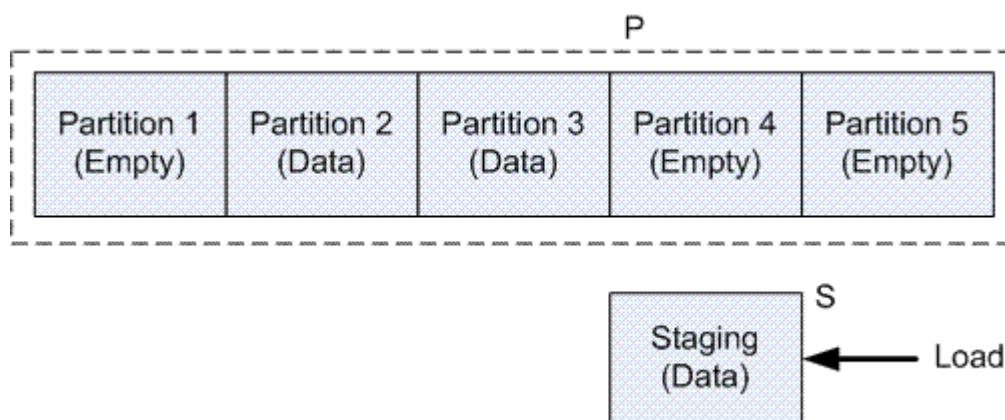 P
Partition 1 Partition 2 Partition 3 Partition 4 Partition 5
(Empty) (Data) (Data) (Empty) (Empty)
S
Staging
(Data)
Load